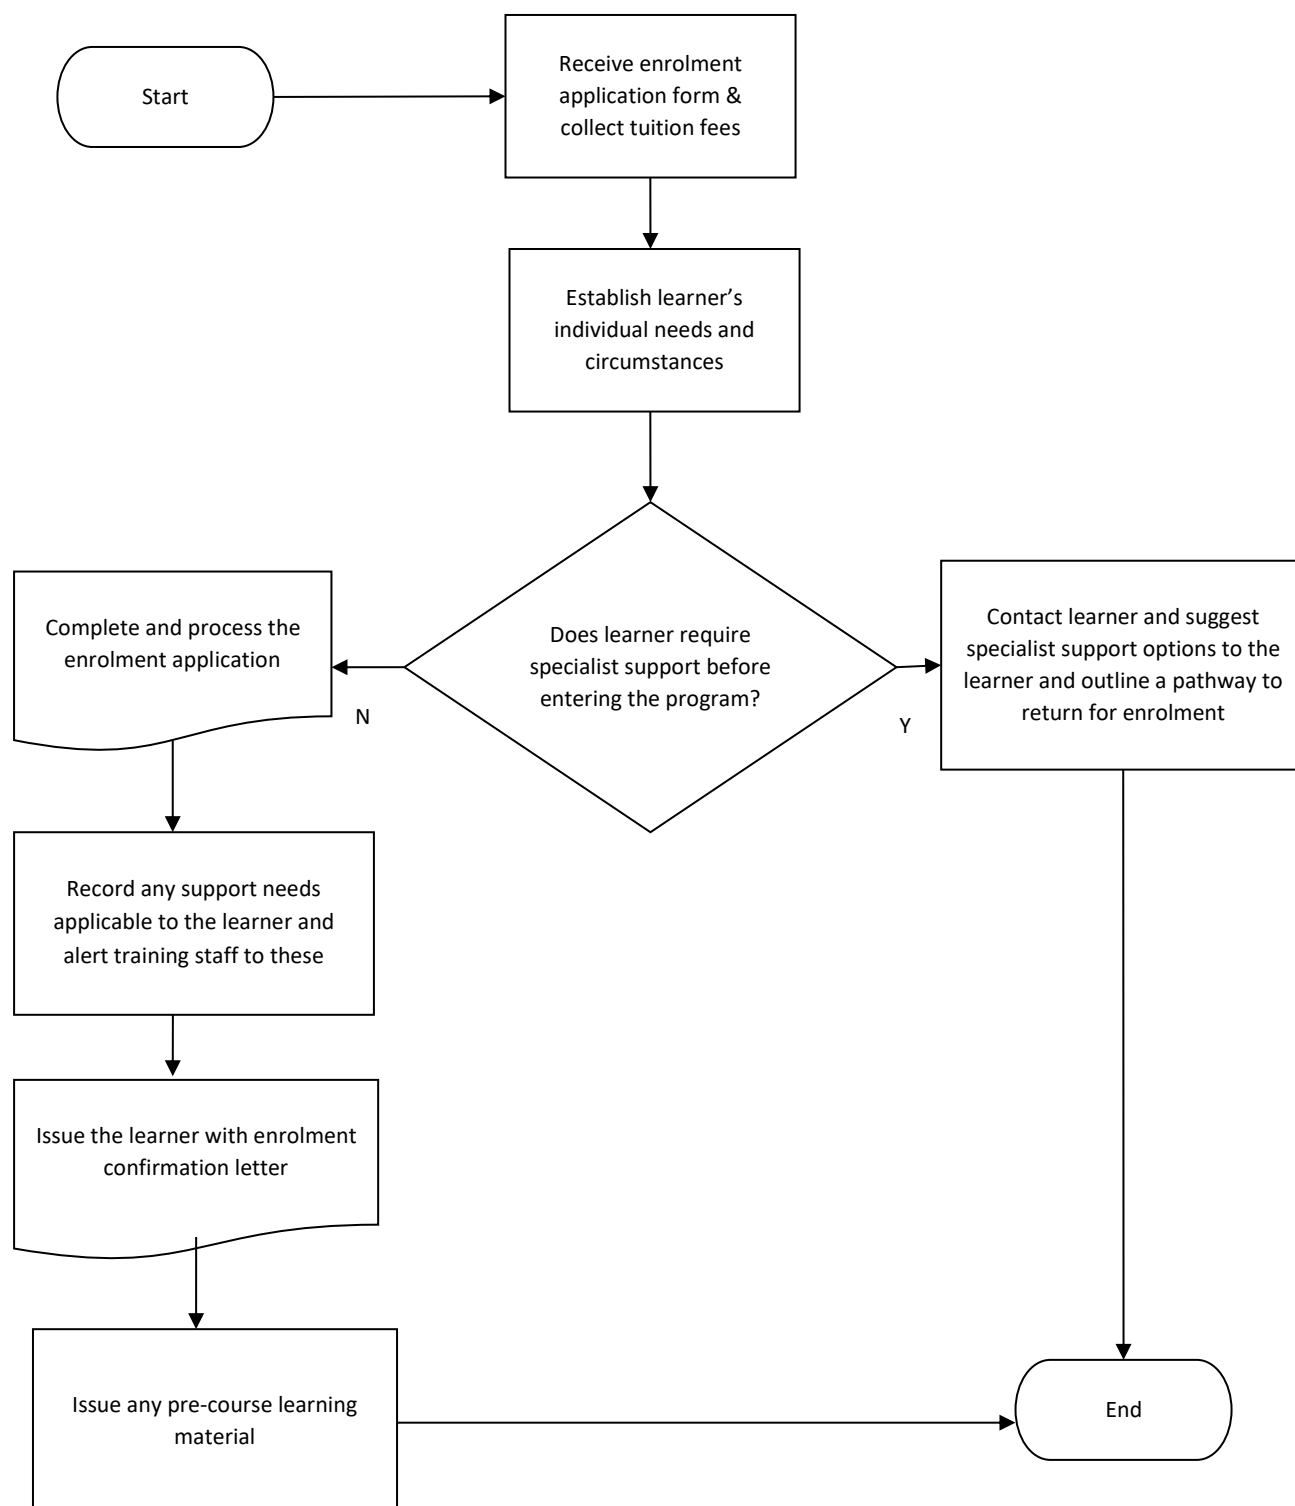 Start
Receive enrolment
application form &
collect tuition fees
Establish learner’s
individual needs and
circumstances
Does learner require
specialist support before
entering the program?
Complete and process the
enrolment application
N
Y
Contact learner and suggest
specialist support options to the
learner and outline a pathway to
return for enrolment
Record any support needs
applicable to the learner and
alert training staff to these
Issue the learner with enrolment
confirmation letter
Issue any pre-course learning
material
End